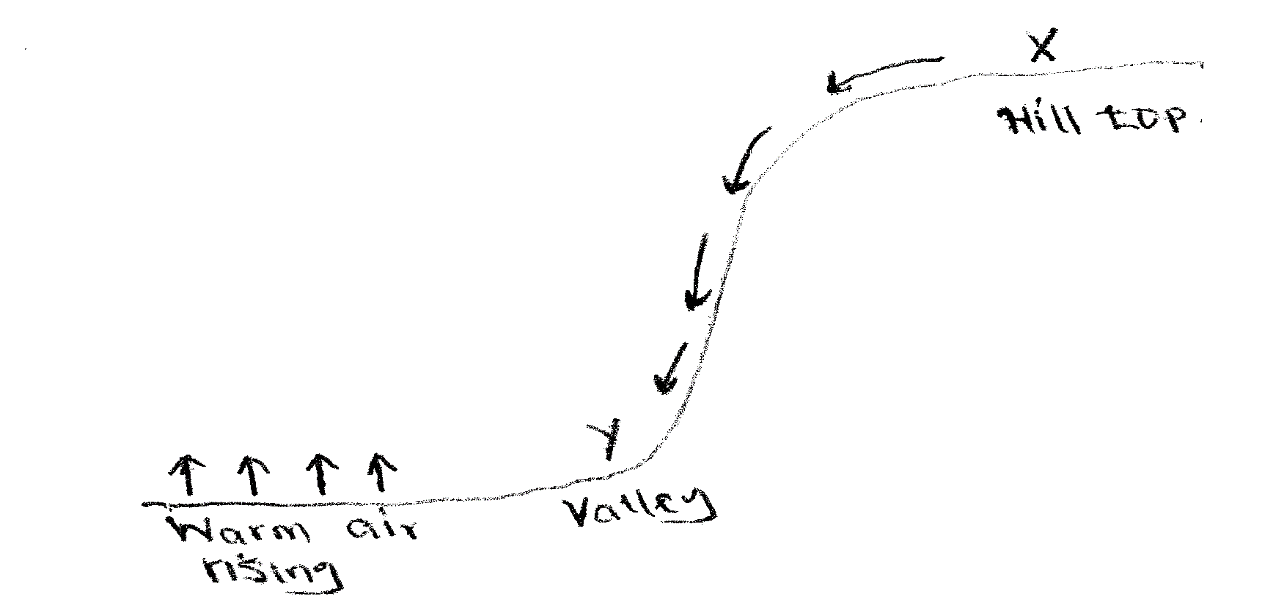 X
Hill top.
Y
Valley
Warm air
rising